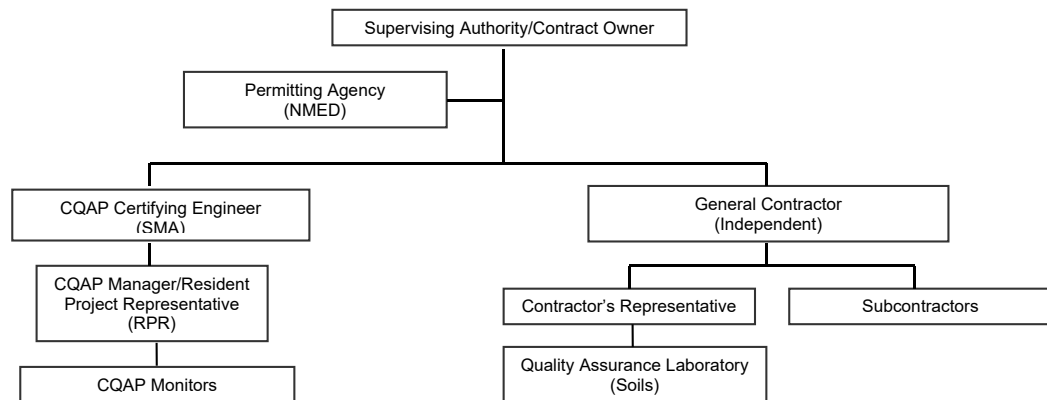 Supervising Authority/Contract Owner
Permitting Agency
(NMED)
CQAP Certifying Engineer
(SMA)
General Contractor
(Independent)
CQAP Manager/Resident
Project Representative
(RPR)
Contractor’s Representative
Subcontractors
Quality Assurance Laboratory
(Soils)
CQAP Monitors